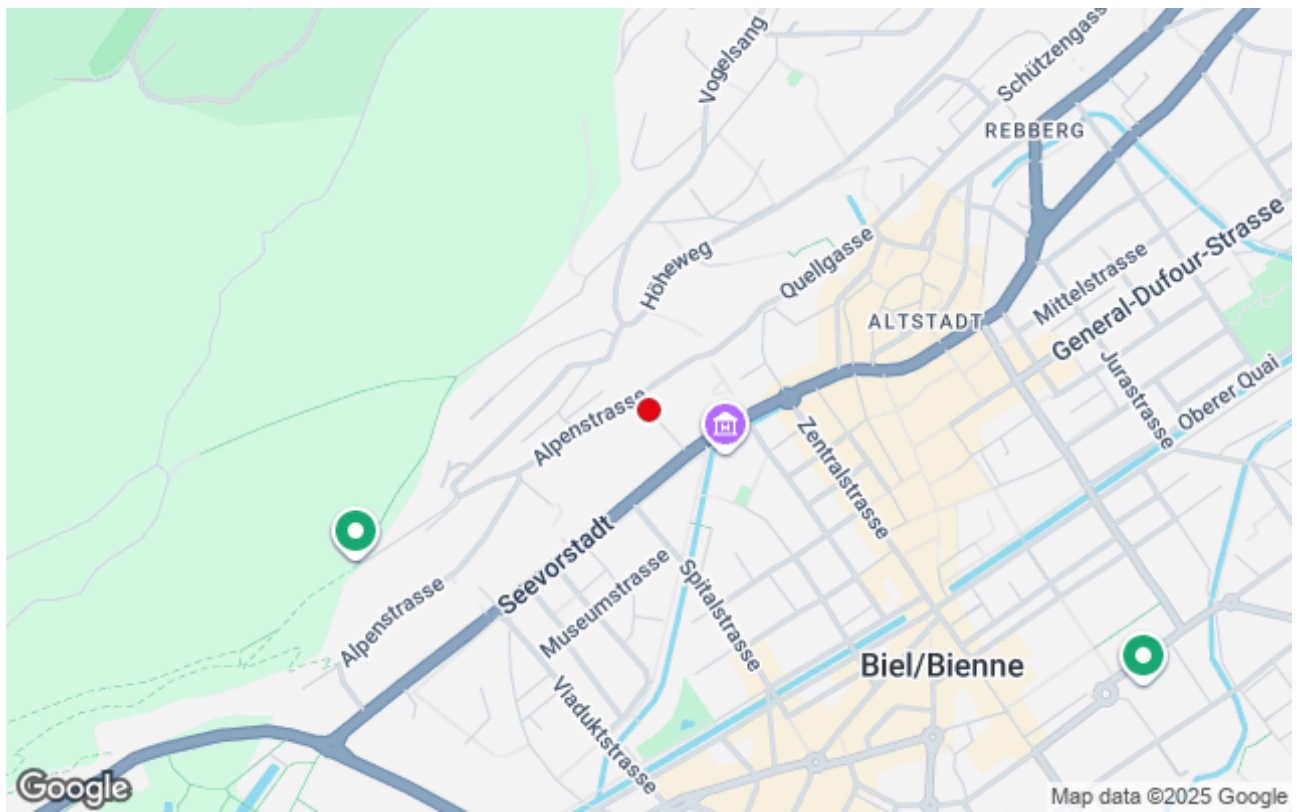 Vogelsang
Schützengass
REBBERG
Höheweg
Quellgasse
ALTSTADT
Mittelstrasse
General-Dufour-Strasse
Jurastrasse
Oberer Quai
Alpenstrasse
Zentralstrasse
Seevorstadt
Museumstrasse
Spitalstrasse
Alpenstrasse
Viaduktstrasse
Biel/Bienne
Google
Map data ©2025 Google